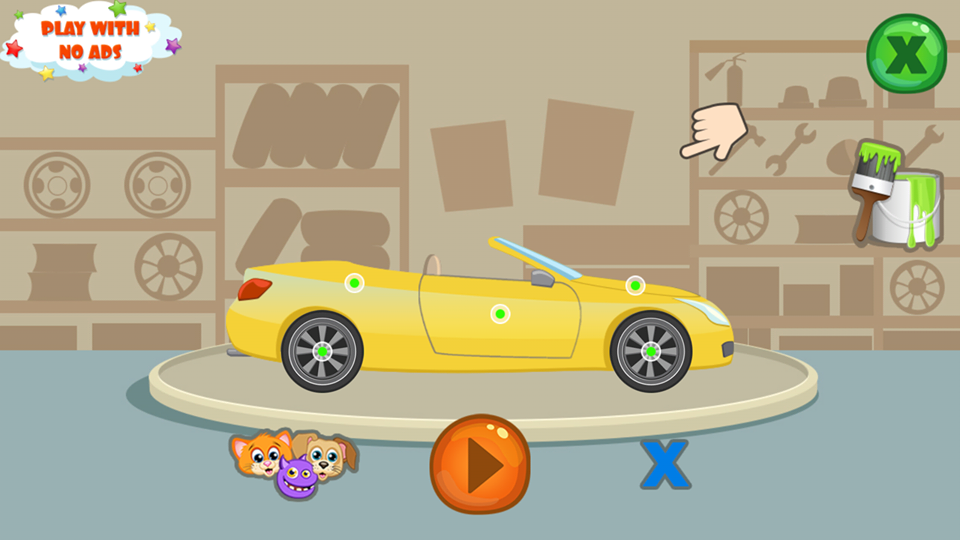 PLAY WITH
NO ADS
X
X